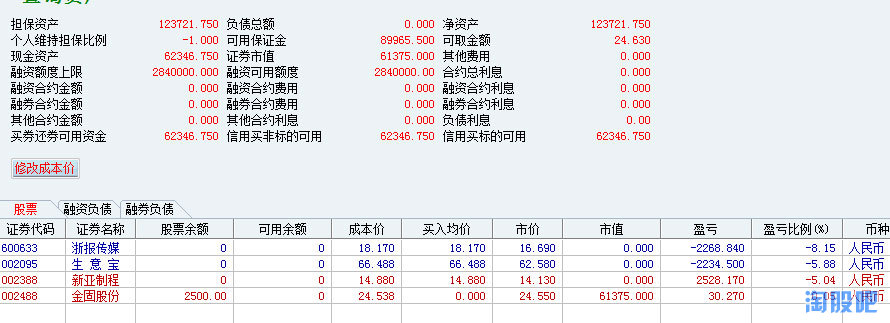 担保资产 123721.750 负债总额 0.000 净资产 123721.750
个人维持担保比例 -1.000 可用保证金 89965.500 可取金额 24.630
现金资产 62346.750 证券市值 61375.000 其他费用 0.000
融资额度上限 2840000.000 融资可用额度 2840000.00 合约总利息 0.000
融资合约金额 0.000 融资合约费用 0.000 融资合约利息 0.000
融券合约金额 0.000 融券合约费用 0.000 融券合约利息 0.000
其他合约金额 0.000 其他合约利息 0.000 负债利息 0.00
买券还券可用资金 62346.750 信用买非标的可用 62346.750 信用买标的可用 62346.750
修改成本价
股票 融资负债 融券负债
证券代码 证券名称 股票余额 可用余额 成本价 买入均价 市价 市值 盈亏 盈亏比例(%) 币种
600633 浙报传媒 0 0 18.170 18.170 16.690 0.000 -2268.840 -8.15 人民币
002095 生 意 宝 0 0 66.488 66.488 62.580 0.000 -2234.500 -5.88 人民币
002388 新亚制程 0 0 14.880 14.880 14.130 0.000 2528.170 -5.04 人民币
002488 金固股份 2500.00 0 24.538 0.000 24.550 61375.000 30.270 0.05 人民币
淘股吧